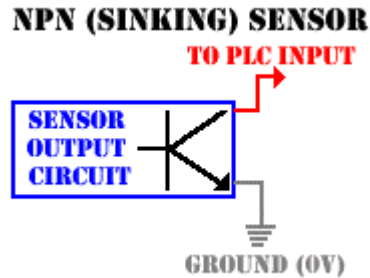 NPN (SINKING) SENSOR
TO PLC INPUT
SENSOR
OUTPUT
CIRCUIT
GROUND (0V)